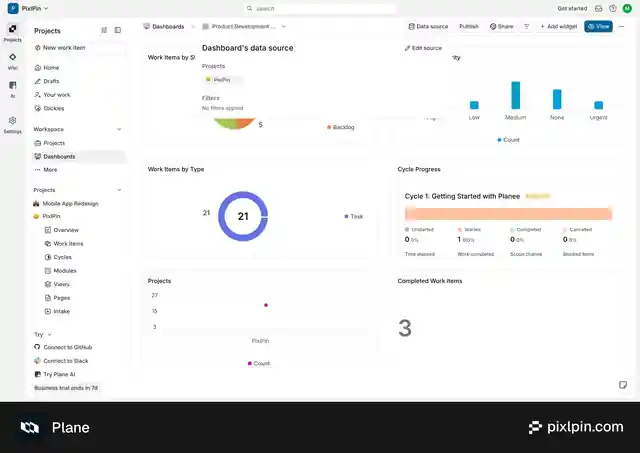 PixlPin
Search
Get started
M
Projects
Wiki
AI
Settings
Projects
New work item
Home
Drafts
Your work
Stickies
Workspace
Projects
Dashboards
More
Projects
Mobile App Redesign
PixlPin
Overview
Work items
Cycles
Modules
Views
Pages
Intake
Try
Connect to GitHub
Connect to Slack
Try Plane AI
Business trial ends in 7d
Dashboards
Product Development
Data source
Publish
Share
Add widget
View
Work Items by S
Dashboard's data source
Edit source
Projects
PixlPin
Filters
No filters applied
5
Backlog
Low
Medium
None
Urgent
Count
Work Items by Type
21
21
Task
Cycle Progress
Cycle 1: Getting Started with Planee
Unstarted
Started
Completed
Canceled
0 0%
1
0 0%
0 0%
Time elapsed
Work completed
Scope change
Blocked items
Projects
27
15
3
PixlPin
Count
Completed Work Items
3
Plane
pixlpin.com